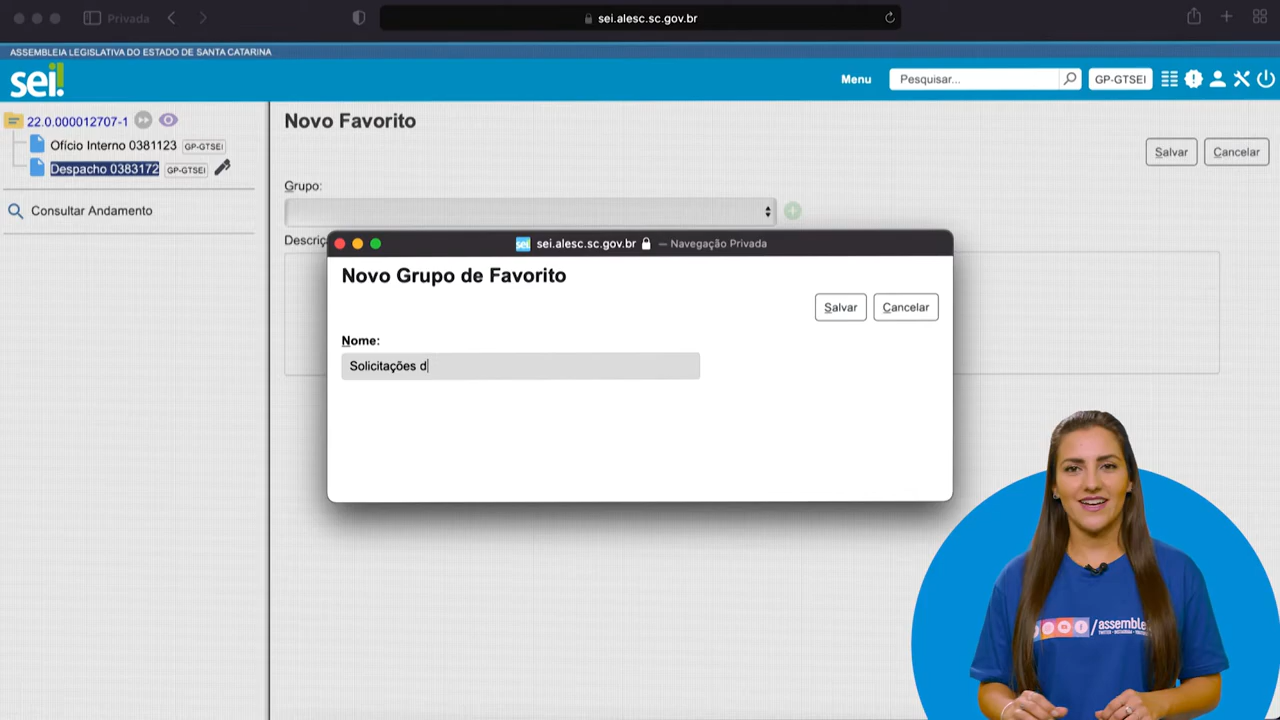 Privada
sei.alesc.sc.gov.br
ASSEMBLEIA LEGISLATIVA DO ESTADO DE SANTA CATARINA
sei!
Menu
Pesquisar...
GP-GTSEI
22.0.000012707-1
Ofício Interno 0381123 GP-GTSEI
Despacho 0383172 GP-GTSEI
Consultar Andamento
Novo Favorito
Salvar
Cancelar
Grupo:
Descriç
sei! sei.alesc.sc.gov.br — Navegação Privada
Novo Grupo de Favorito
Salvar
Cancelar
Nome:
Solicitações d
/assemble